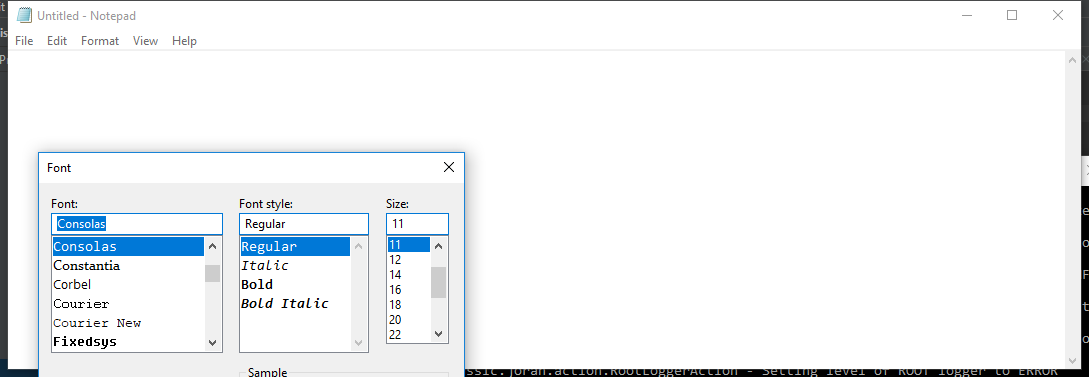 Untitled - Notepad
File Edit Format View Help
Font
Font: Font style: Size:
Consolas Regular 11
Consolas Regular 11
Constantia Italic 12
Corbel Bold 14
Courier Bold Italic 16
Courier New 18
Fixedsys 20
22
Sample
ssic.joran.action.RootLoggerAction - Setting level of ROOT logger to ERROR